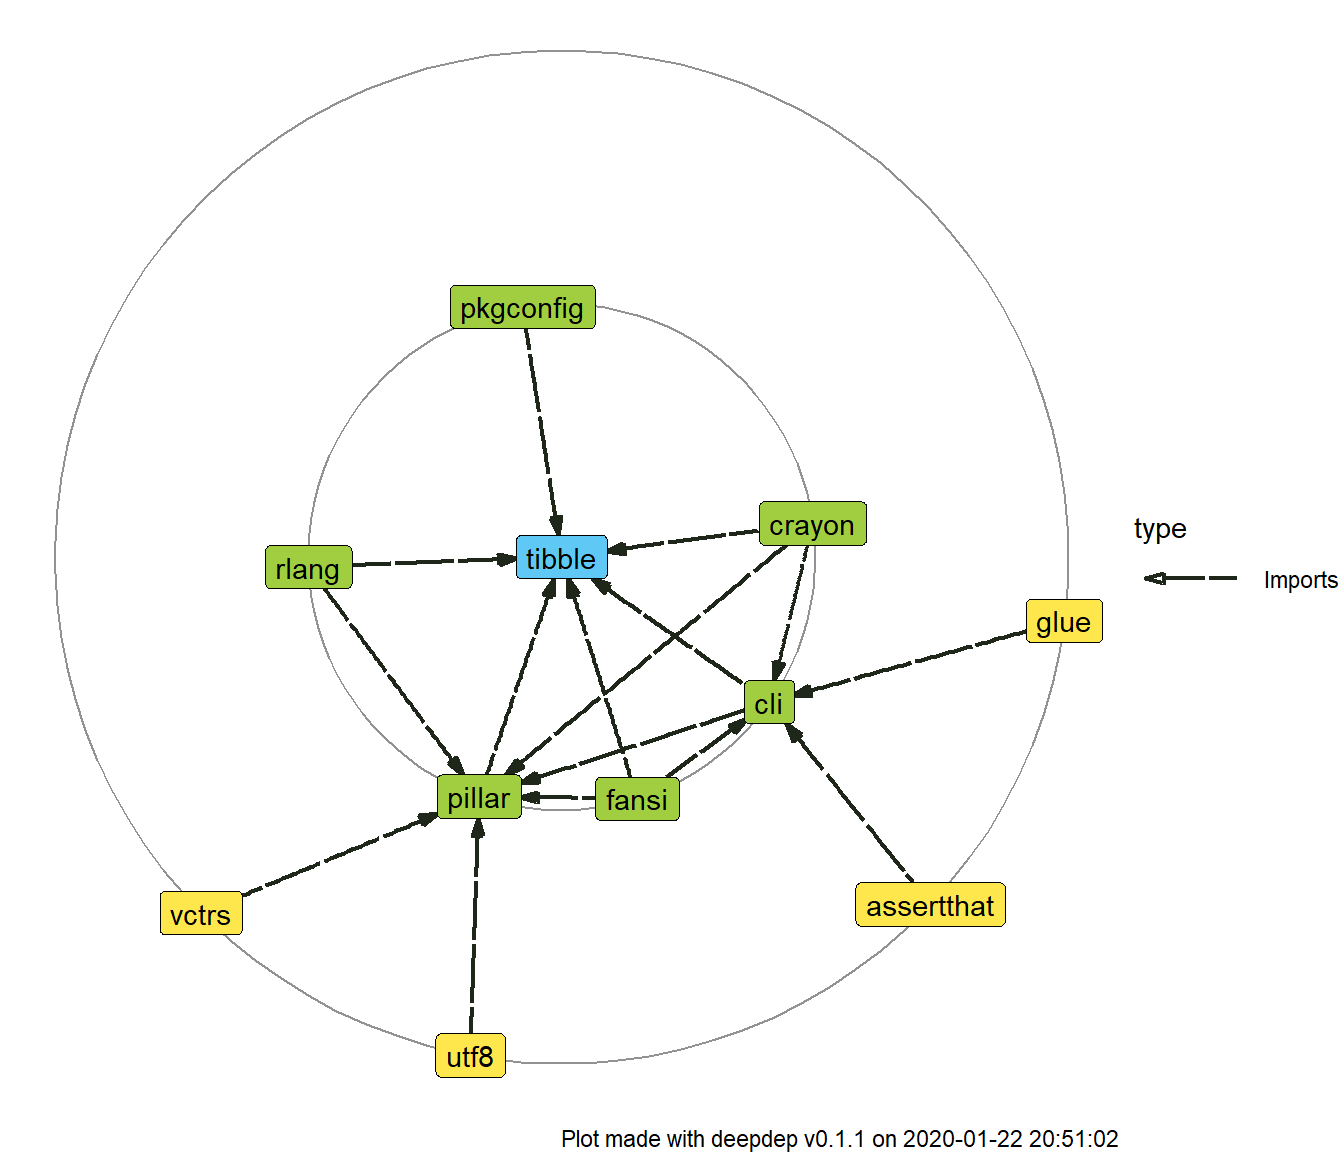 pkgconfig
crayon
type
tibble
rlang
Imports
glue
cli
pillar
fansi
vctrs
assertthat
utf8
Plot made with deepdep v0.1.1 on 2020-01-22 20:51:02